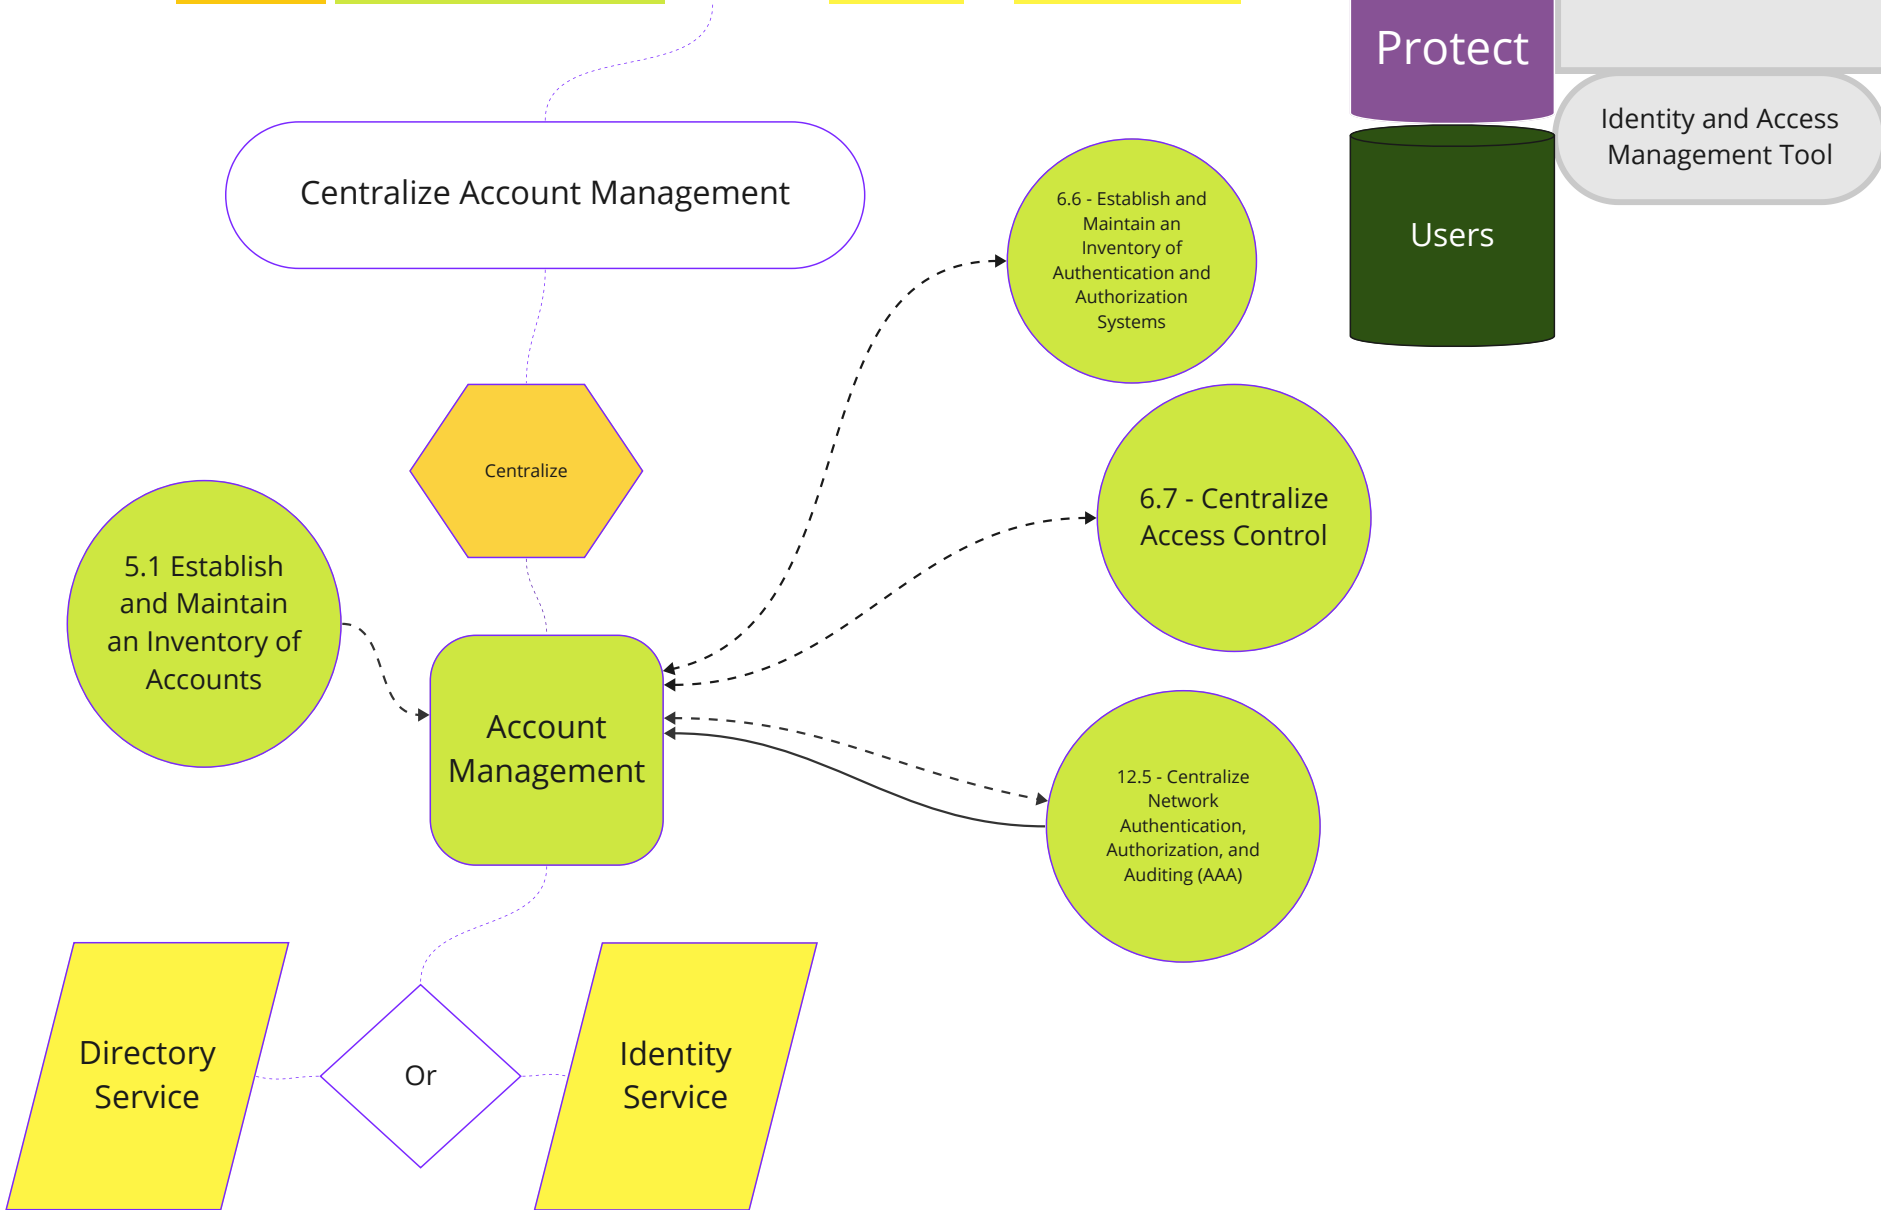 Protect
Identity and Access
Management Tool
Users
Centralize Account Management
6.6 - Establish and
Maintain an
Inventory of
Authentication and
Authorization
Systems
Centralize
6.7 - Centralize
Access Control
5.1 Establish
and Maintain
an Inventory of
Accounts
Account
Management
12.5 - Centralize
Network
Authentication,
Authorization, and
Auditing (AAA)
Directory
Service
Or
Identity
Service